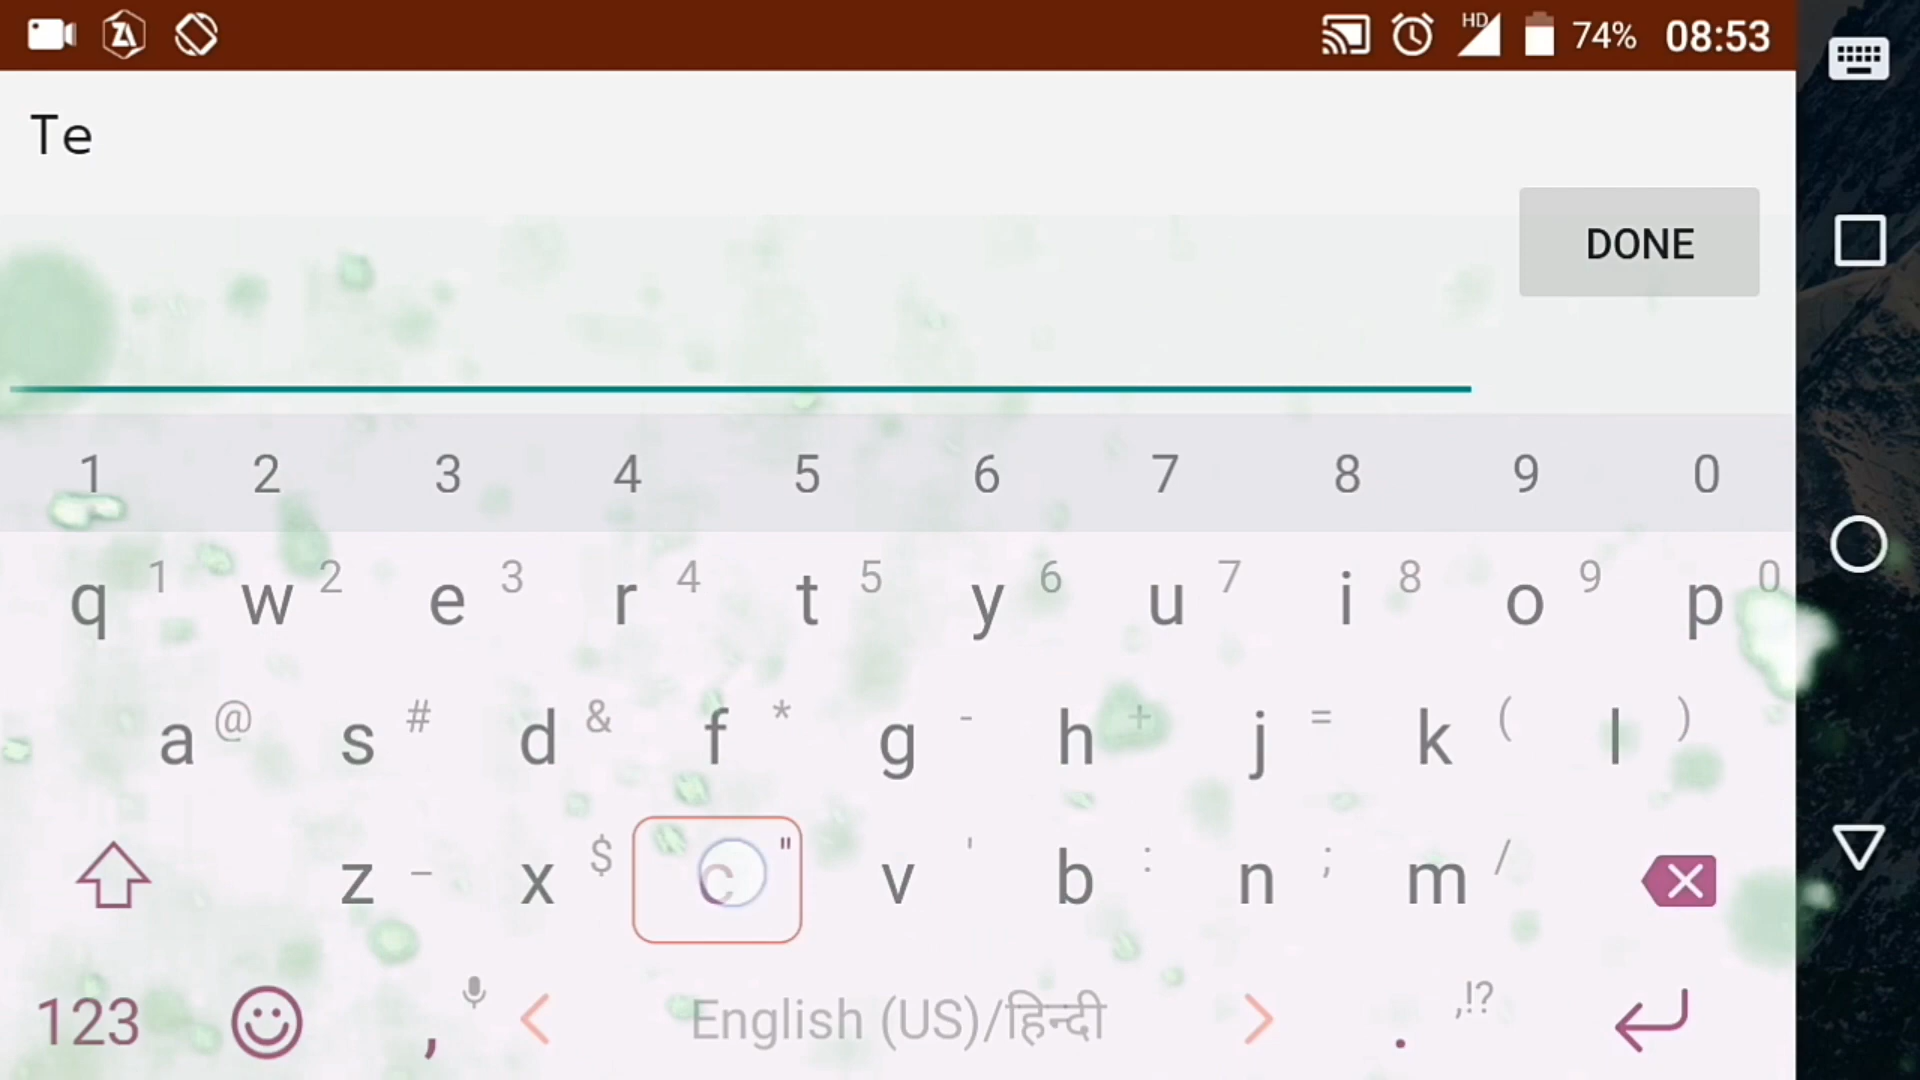 HD 74% 08:53
Te
DONE
1 2 3 4 5 6 7 8 9 0
q 1 w 2 e 3 r 4 t 5 y 6 u 7 i 8 o 9 p 0
a @ s # d & f * g - h + j = k ( l )
z _ x $ c " v ' b : n ; m /
123 , < English (US)/हिन्दी > . ,!?